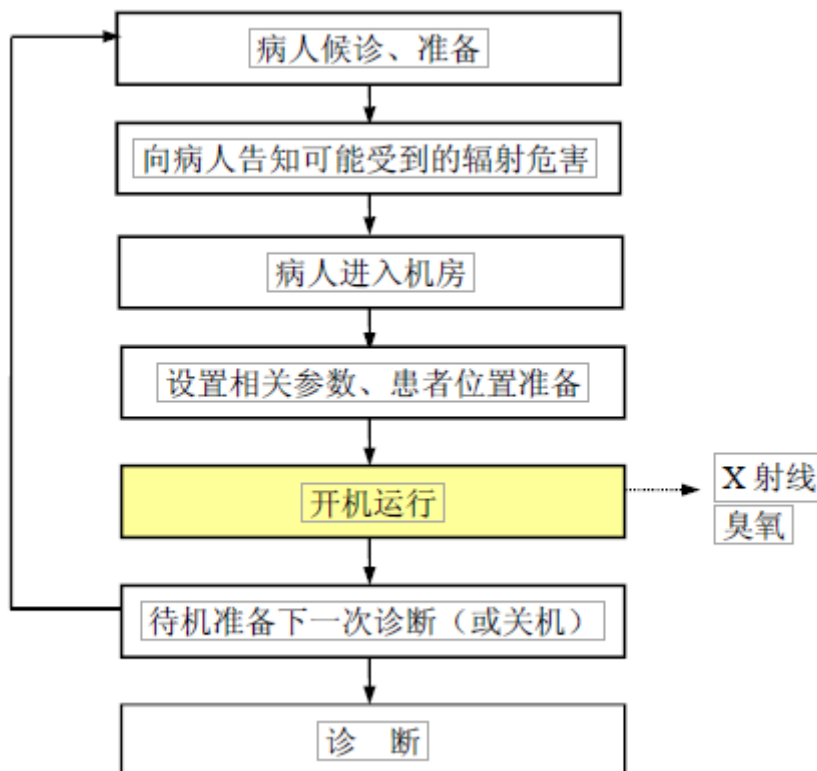 病人候诊、准备
向病人告知可能受到的辐射危害
病人进入机房
设置相关参数、患者位置准备
开机运行
X 射线
臭氧
待机准备下一次诊断（或关机）
诊 断